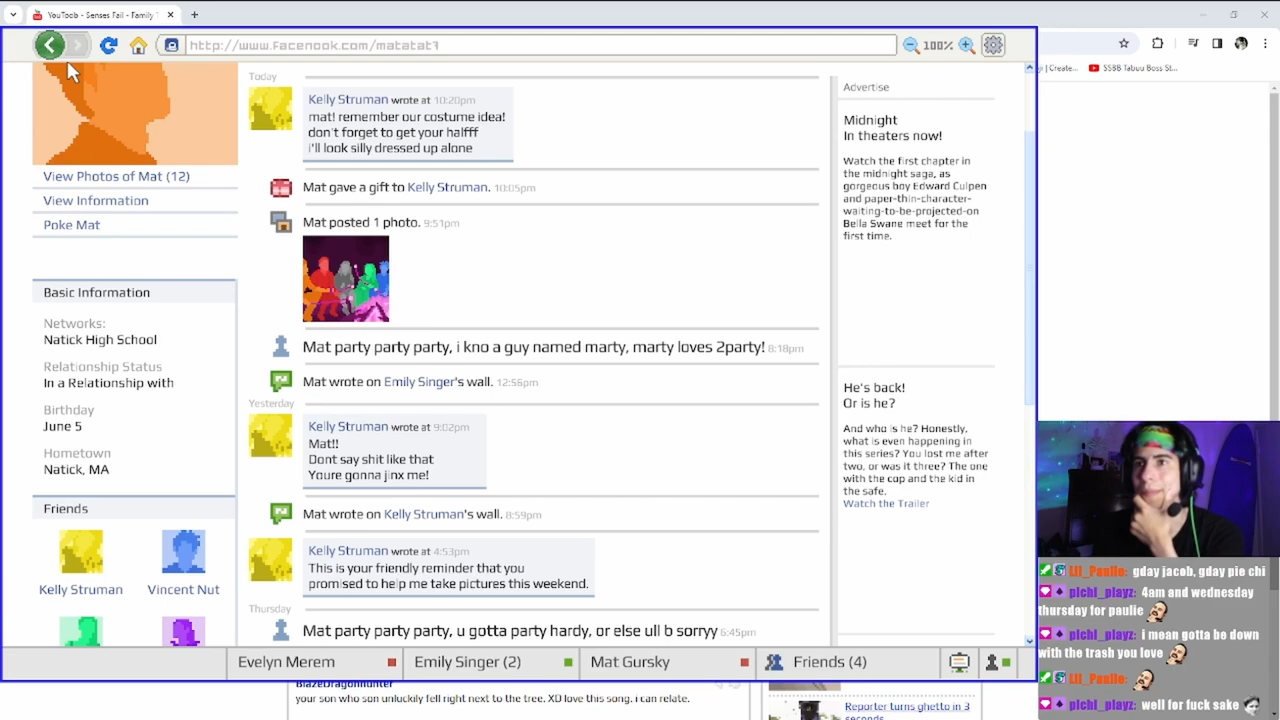 YouToob - Senses Fail - Family
http://www.facenook.com/matatat7
100%
| Create...
SSBB Tabuu Boss St...
View Photos of Mat (12)
View Information
Poke Mat
Basic Information
Networks:
Natick High School
Relationship Status
In a Relationship with
Birthday
June 5
Hometown
Natick, MA
Friends
Kelly Struman
Vincent Nut
Today
Kelly Struman wrote at 10:20pm
mat! remember our costume idea!
don't forget to get your halfff
i'll look silly dressed up alone
Mat gave a gift to Kelly Struman. 10:05pm
Mat posted 1 photo. 9:51pm
Mat party party party, i kno a guy named marty, marty loves 2party! 8:18pm
Mat wrote on Emily Singer's wall. 12:56pm
Yesterday
Kelly Struman wrote at 9:02pm
Mat!!
Dont say shit like that
Youre gonna jinx me!
Mat wrote on Kelly Struman's wall. 8:59pm
Kelly Struman wrote at 4:53pm
This is your friendly reminder that you
promised to help me take pictures this weekend.
Thursday
Mat party party party, u gotta party hardy, or else ull b sorryy 6:45pm
Advertise
Midnight
In theaters now!
Watch the first chapter in
the midnight saga, as
gorgeous boy Edward Culpen
and paper-thin-character-
waiting-to-be-projected-on
Bella Swane meet for the
first time.
He's back!
Or is he?
And who is he? Honestly,
what is even happening in
this series? You lost me after
two, or was it three? The one
with the cap and the kid in
the safe.
Watch the Trailer
Evelyn Merem
Emily Singer (2)
Mat Gursky
Friends (4)
BlazeDragonhunter
your son who son unluckily fell right next to the tree. XD love this song. i can relate.
Reporter turns ghetto in 3
seconds
Lil_Paulie: gday jacob, gday pie chi
pichi_playz: 4am and wednesday
thursday for paulie
pichi_playz: i mean gotta be down
with the trash you love
Lil_Paulie:
pichi_playz: well for fuck sake